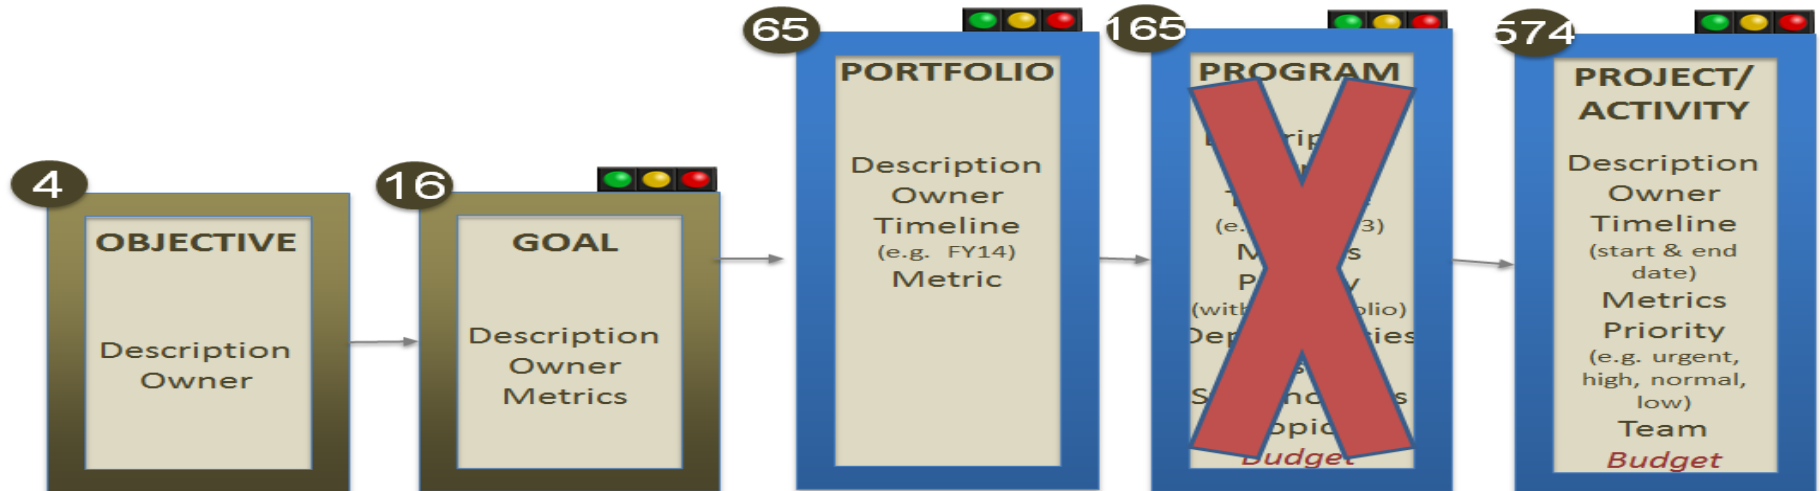 4
OBJECTIVE
Description
Owner
16
GOAL
Description
Owner
Metrics
65
PORTFOLIO
Description
Owner
Timeline
(e.g. FY14)
Metric
165
PROGRAM
Budget
574
PROJECT/
ACTIVITY
Description
Owner
Timeline
(start & end
date)
Metrics
Priority
(e.g. urgent,
high, normal,
low)
Team
Budget